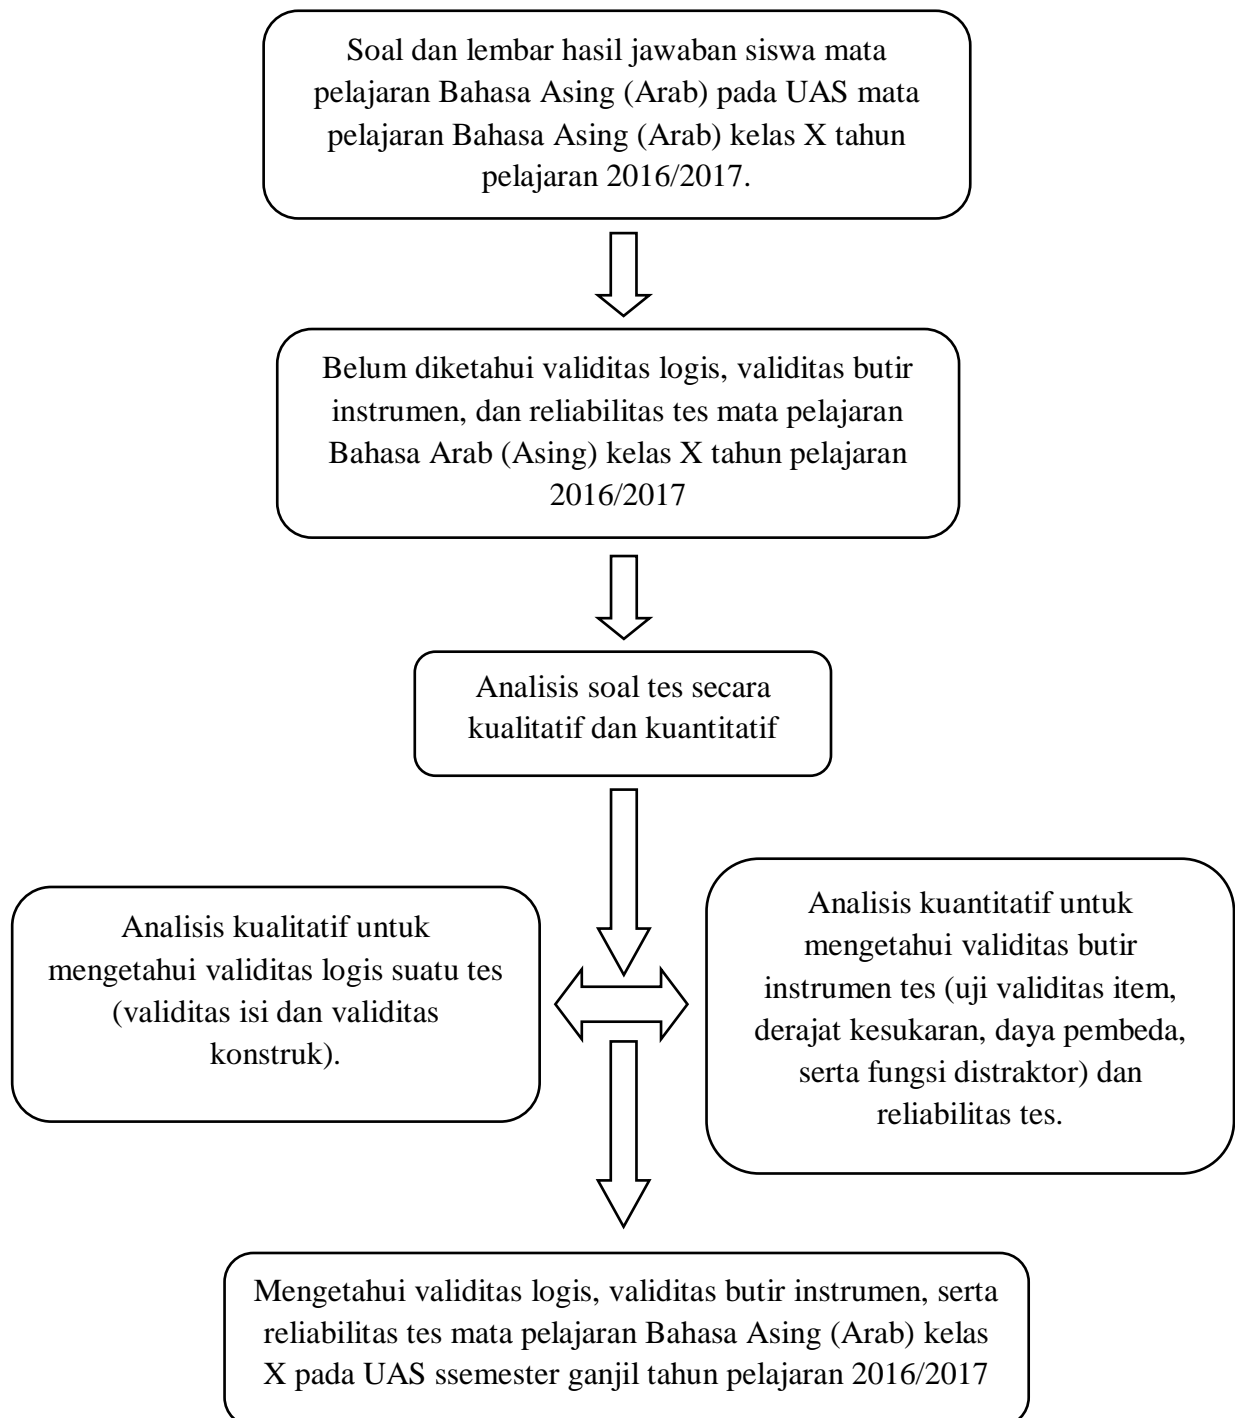 Soal dan lembar hasil jawaban siswa mata
pelajaran Bahasa Asing (Arab) pada UAS mata
pelajaran Bahasa Asing (Arab) kelas X tahun
pelajaran 2016/2017.
Belum diketahui validitas logis, validitas butir
instrumen, dan reliabilitas tes mata pelajaran
Bahasa Arab (Asing) kelas X tahun pelajaran
2016/2017
Analisis soal tes secara
kualitatif dan kuantitatif
Analisis kualitatif untuk
mengetahui validitas logis suatu tes
(validitas isi dan validitas
konstruk).
Analisis kuantitatif untuk
mengetahui validitas butir
instrumen tes (uji validitas item,
derajat kesukaran, daya pembeda,
serta fungsi distraktor) dan
reliabilitas tes.
Mengetahui validitas logis, validitas butir instrumen, serta
reliabilitas tes mata pelajaran Bahasa Asing (Arab) kelas
X pada UAS ssemester ganjil tahun pelajaran 2016/2017